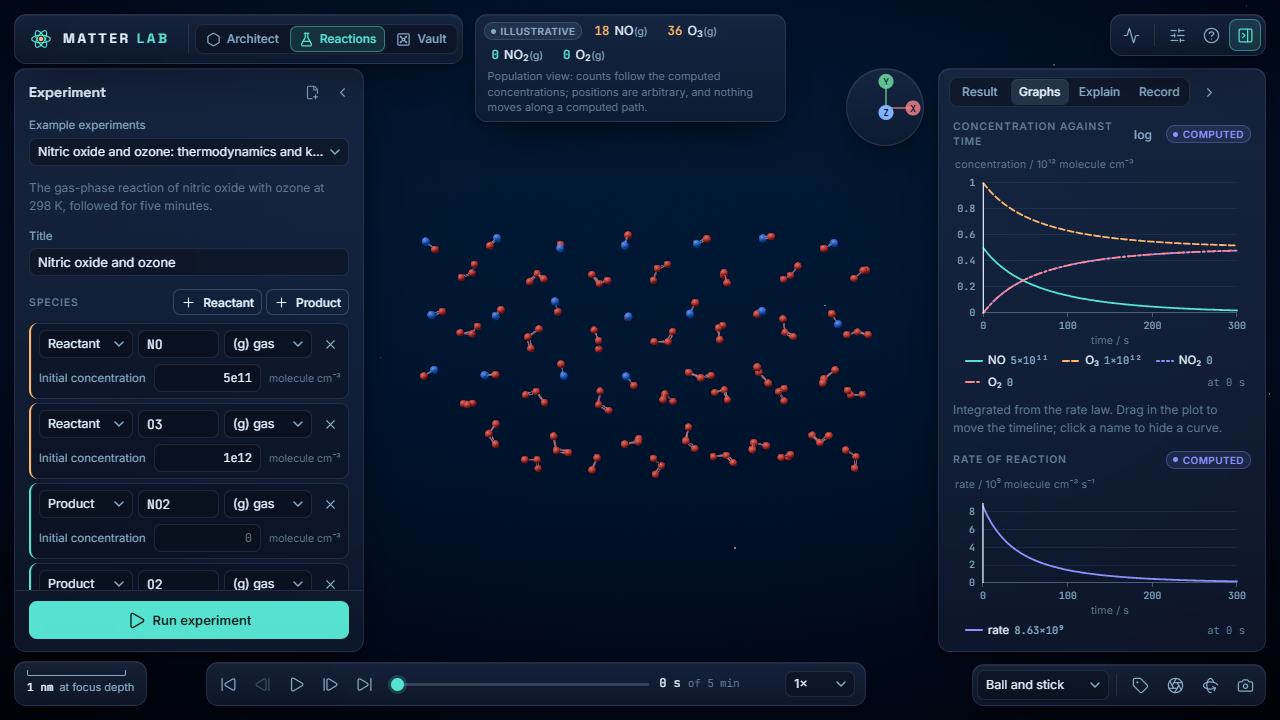 MATTER LAB
Architect
Reactions
Vault
ILLUSTRATIVE 18 NO(g) 36 O₃(g)
0 NO₂(g) 0 O₂(g)
Population view: counts follow the computed
concentrations; positions are arbitrary, and nothing
moves along a computed path.
Experiment
Example experiments
Nitric oxide and ozone: thermodynamics and k...
The gas-phase reaction of nitric oxide with ozone at
298 K, followed for five minutes.
Title
Nitric oxide and ozone
SPECIES
Reactant
Product
Reactant NO (g) gas
Initial concentration 5e11 molecule cm⁻³
Reactant O3 (g) gas
Initial concentration 1e12 molecule cm⁻³
Product NO2 (g) gas
Initial concentration 0 molecule cm⁻³
Product O2 (g) gas
Run experiment
Y
X
Z
Result Graphs Explain Record
CONCENTRATION AGAINST
TIME
log
COMPUTED
concentration / 10¹² molecule cm⁻³
1
0.8
0.6
0.4
0.2
0
0 100 200 300
time / s
NO 5×10¹¹ O₃ 1×10¹² NO₂ 0
O₂ 0 at 0 s
Integrated from the rate law. Drag in the plot to
move the timeline; click a name to hide a curve.
RATE OF REACTION
COMPUTED
rate / 10⁹ molecule cm⁻³ s⁻¹
8
6
4
2
0
0 100 200 300
time / s
rate 8.63×10⁹ at 0 s
1 nm at focus depth
0 s of 5 min
1×
Ball and stick